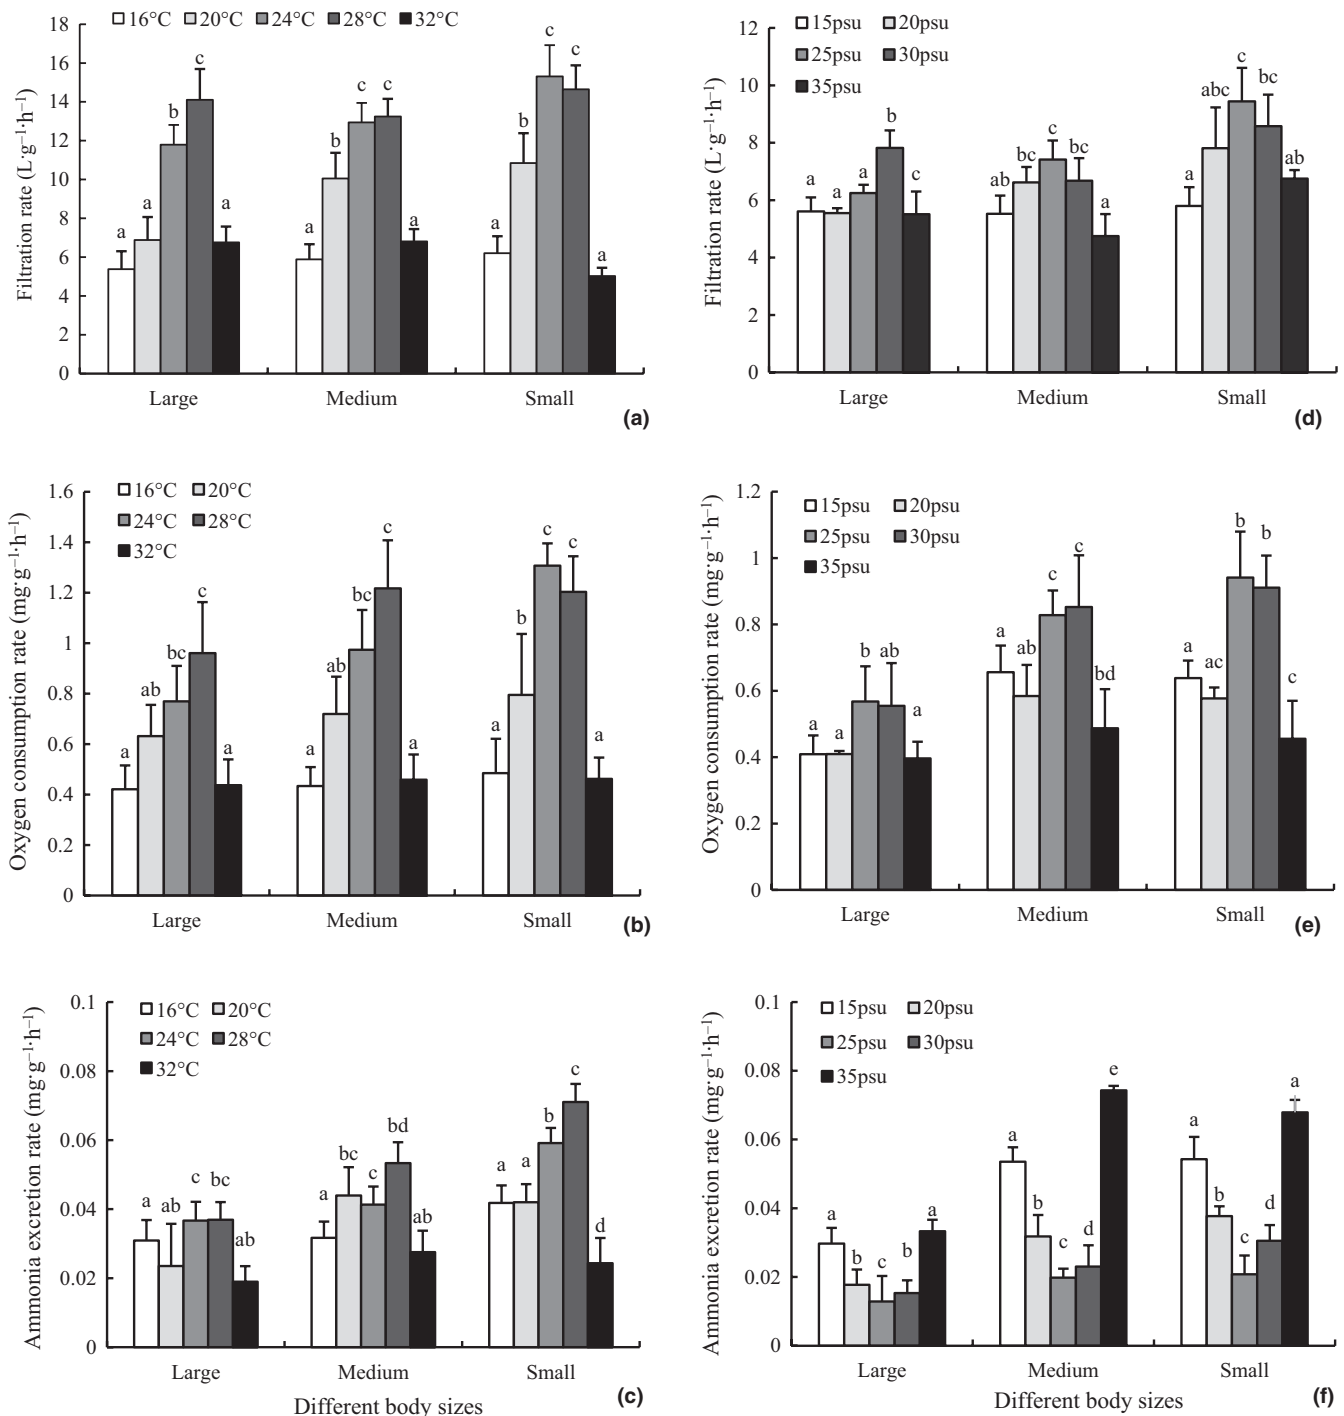 16°C 20°C 24°C 28°C 32°C
Filtration rate (L·g⁻¹·h⁻¹)
18
16
14
12
10
8
6
4
2
0
a a b c a
a b c c a
a b c c a
Large Medium Small
(a)
15psu 20psu
25psu 30psu
35psu
Filtration rate (L·g⁻¹·h⁻¹)
12
10
8
6
4
2
0
a a a b c
ab bc c bc a
a abc c bc ab
Large Medium Small
(d)
16°C 20°C
24°C 28°C
32°C
Oxygen consumption rate (mg·g⁻¹·h⁻¹)
1.6
1.4
1.2
1
0.8
0.6
0.4
0.2
0
a ab bc c a
a ab bc c a
a b c c a
Large Medium Small
(b)
15psu 20psu
25psu 30psu
35psu
Oxygen consumption rate (mg·g⁻¹·h⁻¹)
1.2
1
0.8
0.6
0.4
0.2
0
a a b ab a
a ab c c bd
a ac b b c
Large Medium Small
(e)
16°C 20°C
24°C 28°C
32°C
Ammonia excretion rate (mg·g⁻¹·h⁻¹)
0.1
0.08
0.06
0.04
0.02
0
a ab c bc ab
a bc c bd ab
a a b c d
Large Medium Small
Different body sizes
(c)
15psu 20psu
25psu 30psu
35psu
Ammonia excretion rate (mg·g⁻¹·h⁻¹)
0.1
0.08
0.06
0.04
0.02
0
a b c b a
a b c d e
a b c d a
Large Medium Small
Different body sizes
(f)